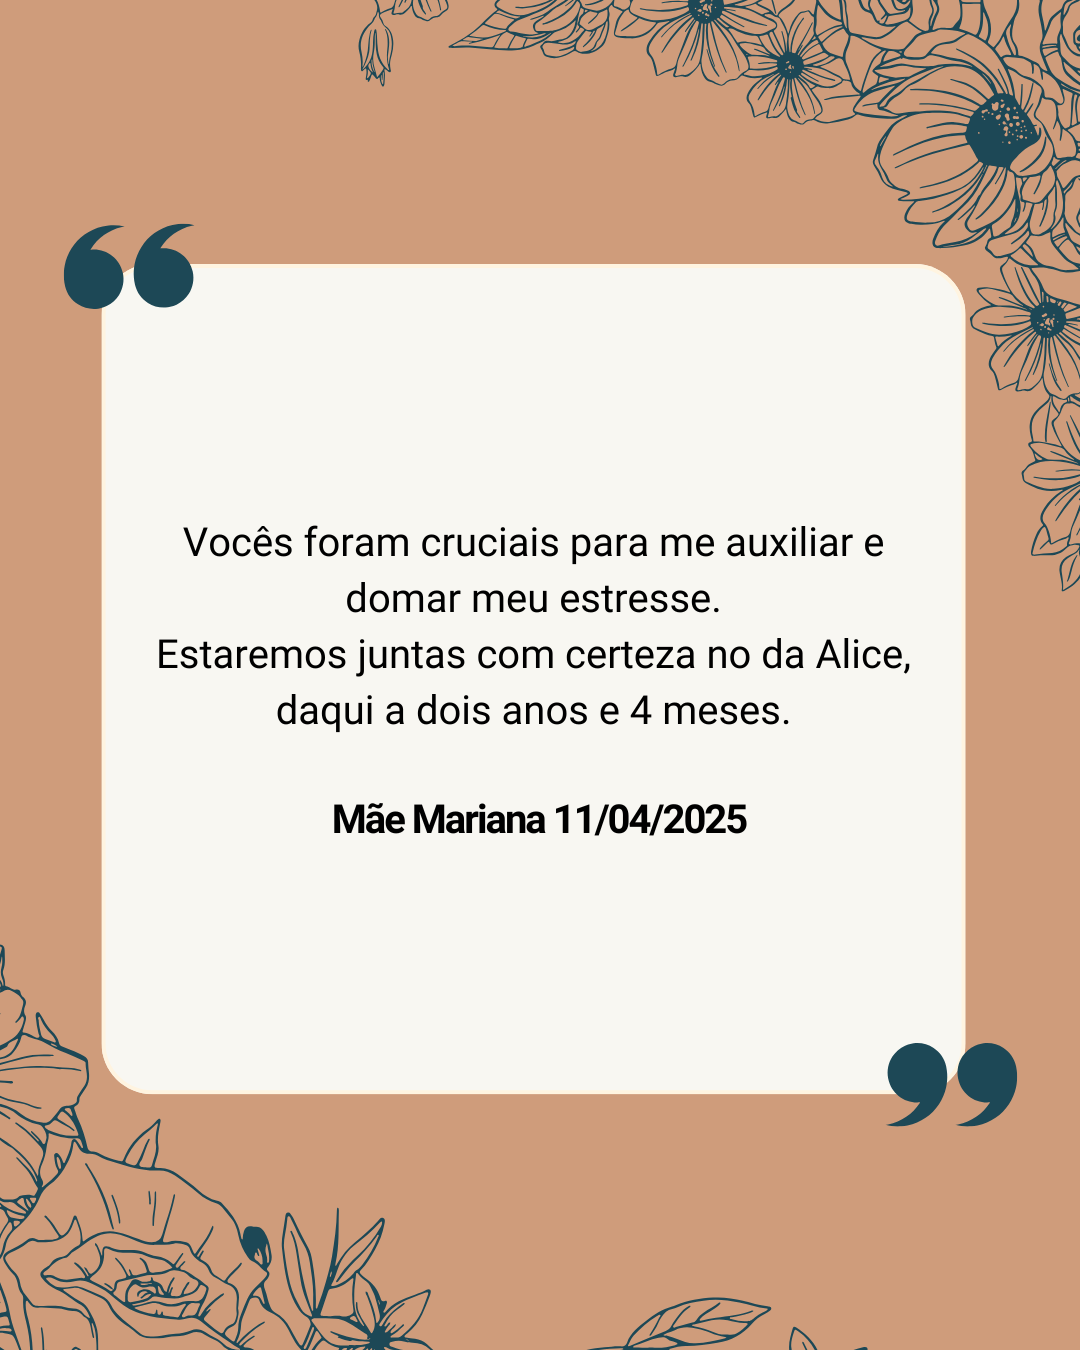 Vocês foram cruciais para me auxiliar e
domar meu estresse.
Estaremos juntas com certeza no da Alice,
daqui a dois anos e 4 meses.
Mãe Mariana 11/04/2025